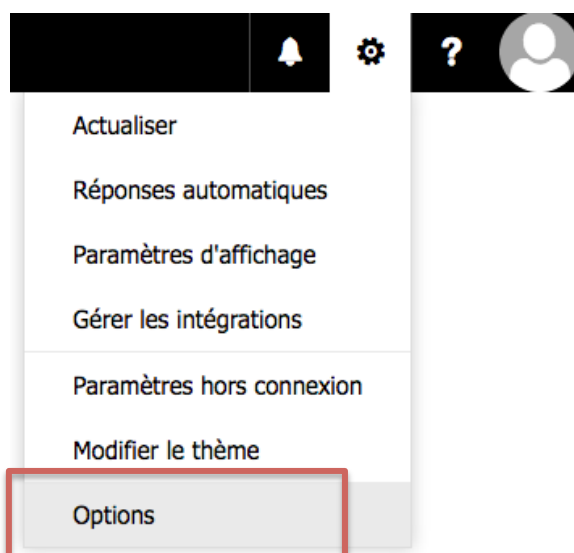 ?
Actualiser
Réponses automatiques
Paramètres d'affichage
Gérer les intégrations
Paramètres hors connexion
Modifier le thème
Options